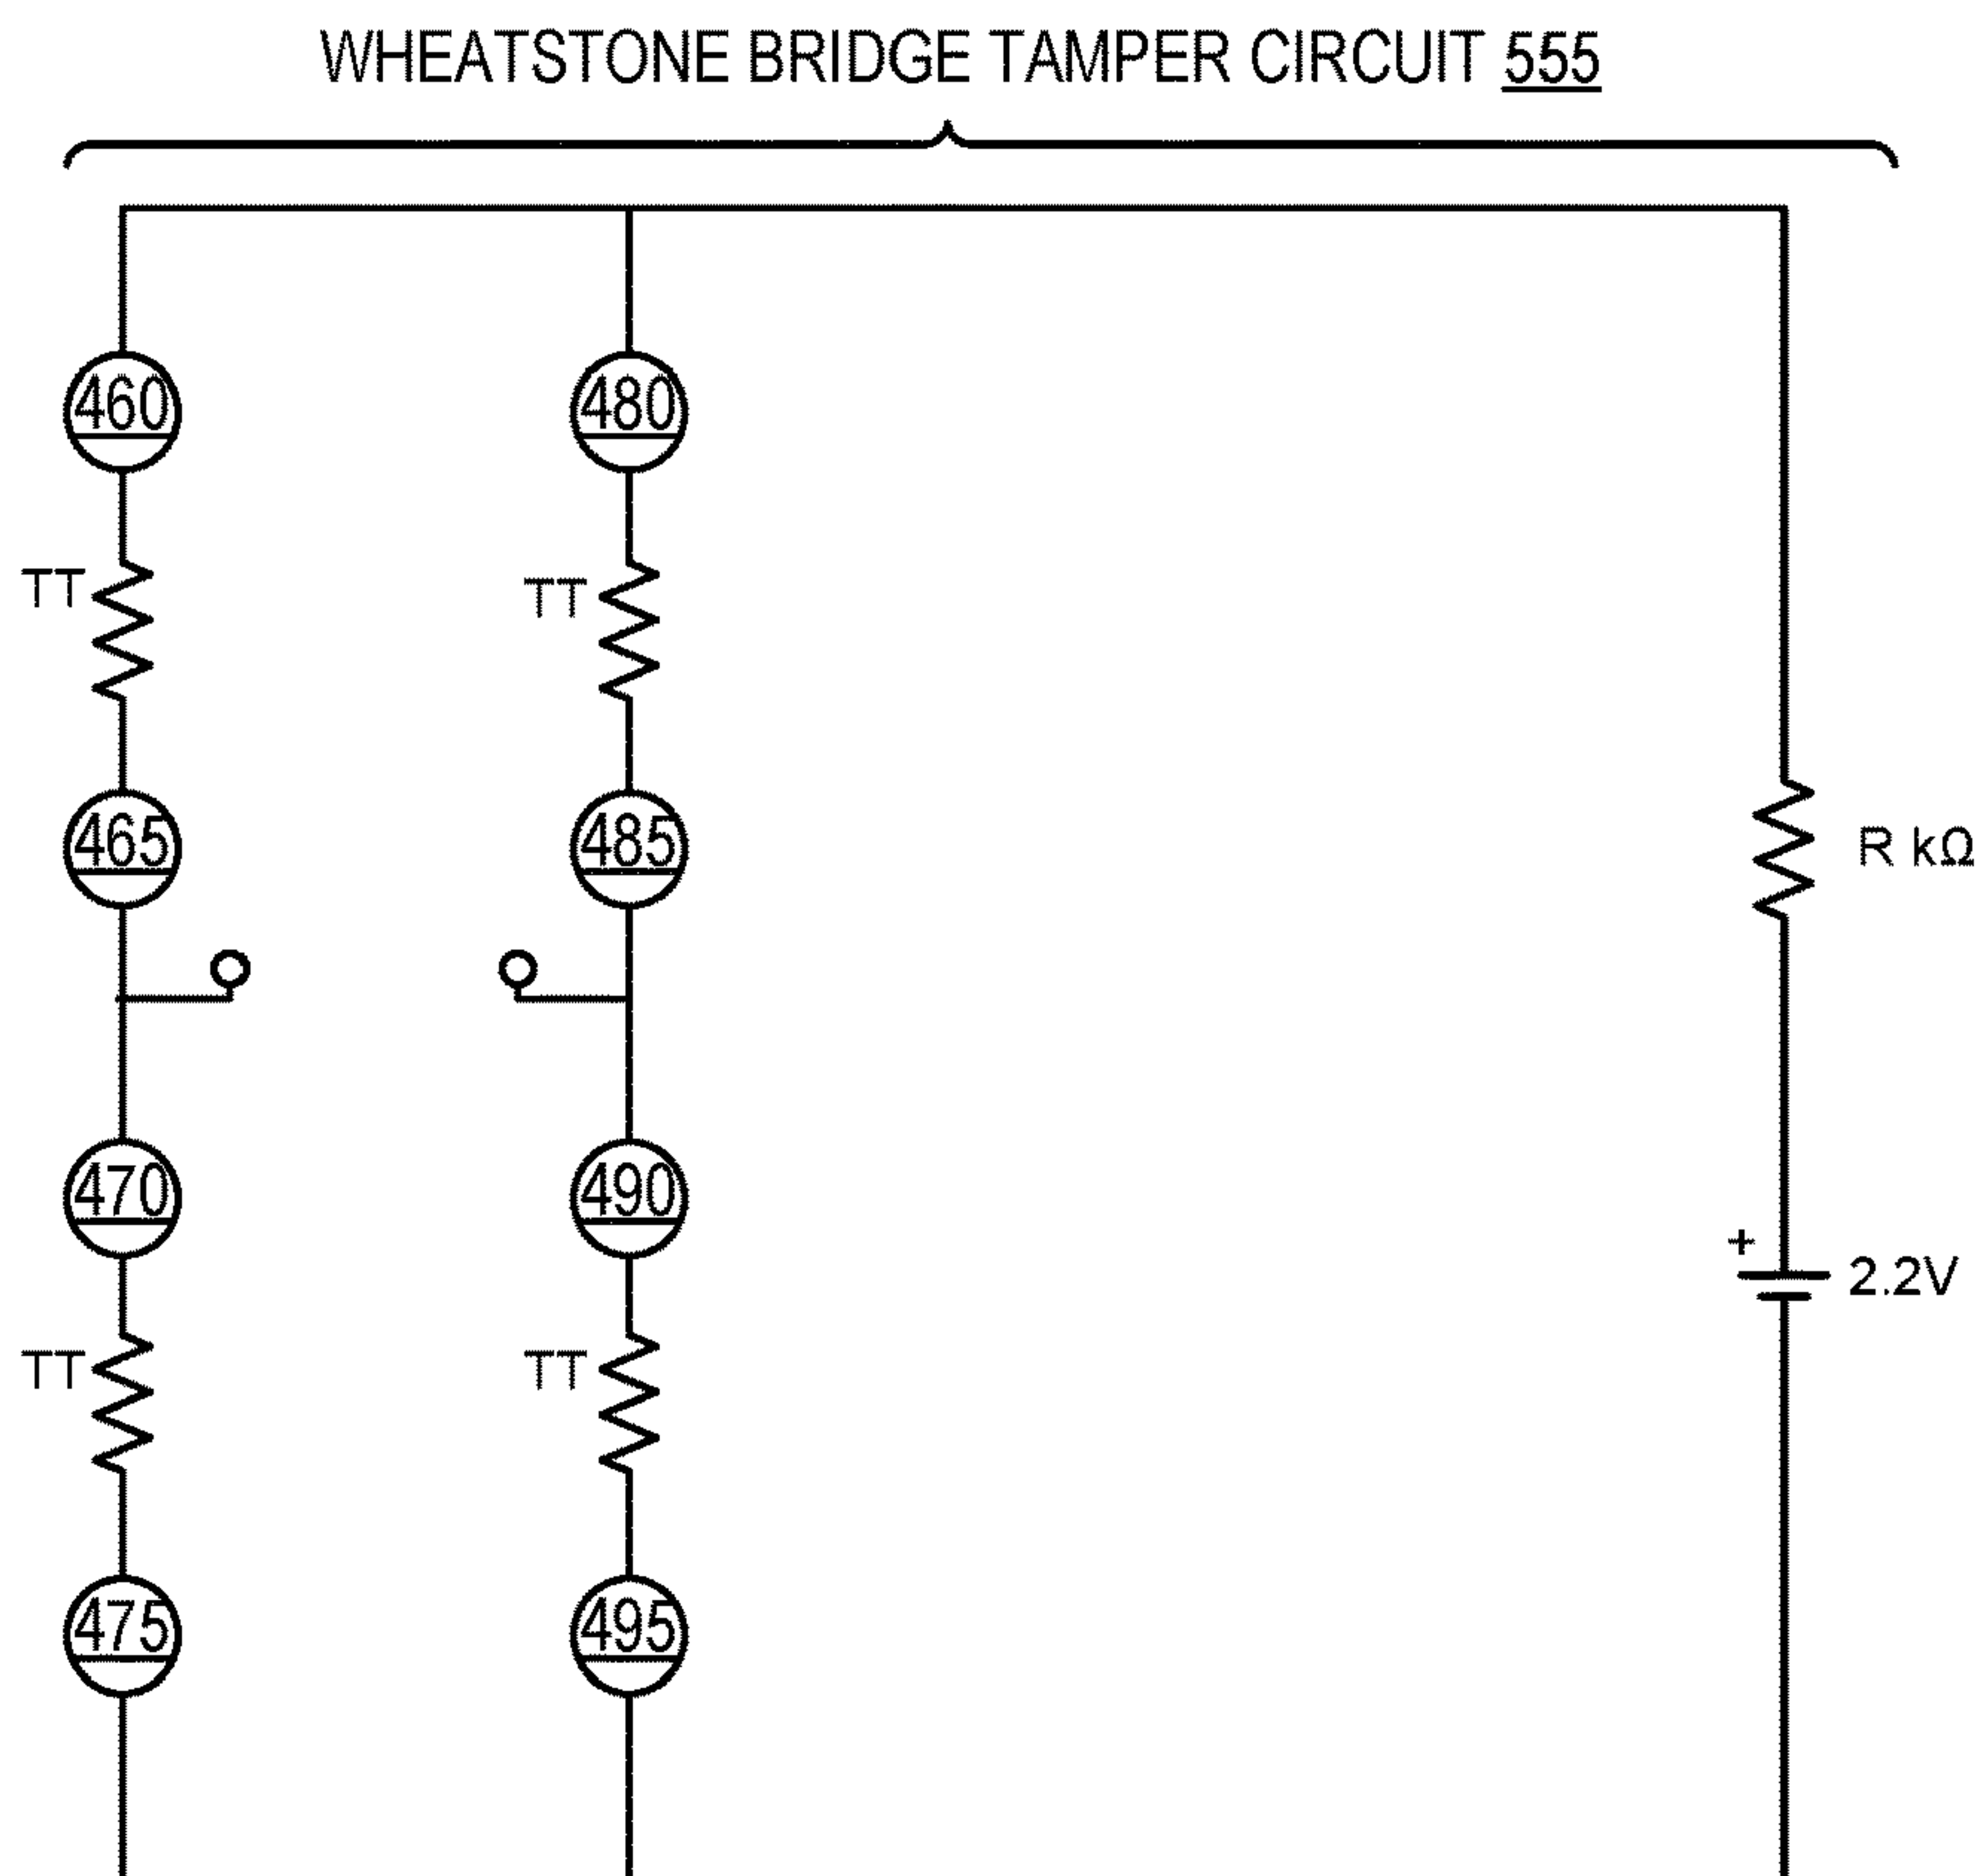 WHEATSTONE BRIDGE TAMPER CIRCUIT 555
460
480
TT
TT
465
485
R kΩ
470
490
+
2.2V
TT
TT
475
495